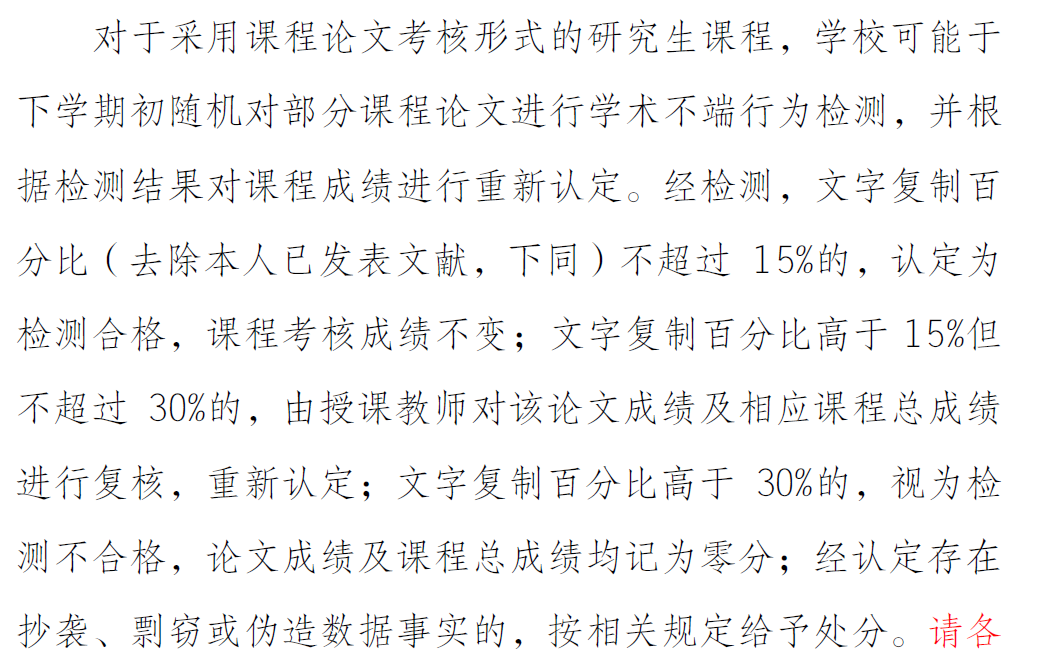 对于采用课程论文考核形式的研究生课程，学校可能于
下学期初随机对部分课程论文进行学术不端行为检测，并根
据检测结果对课程成绩进行重新认定。经检测，文字复制百
分比（去除本人已发表文献，下同）不超过 15%的，认定为
检测合格，课程考核成绩不变；文字复制百分比高于 15%但
不超过 30%的，由授课教师对该论文成绩及相应课程总成绩
进行复核，重新认定；文字复制百分比高于 30%的，视为检
测不合格，论文成绩及课程总成绩均记为零分；经认定存在
抄袭、剽窃或伪造数据事实的，按相关规定给予处分。请各